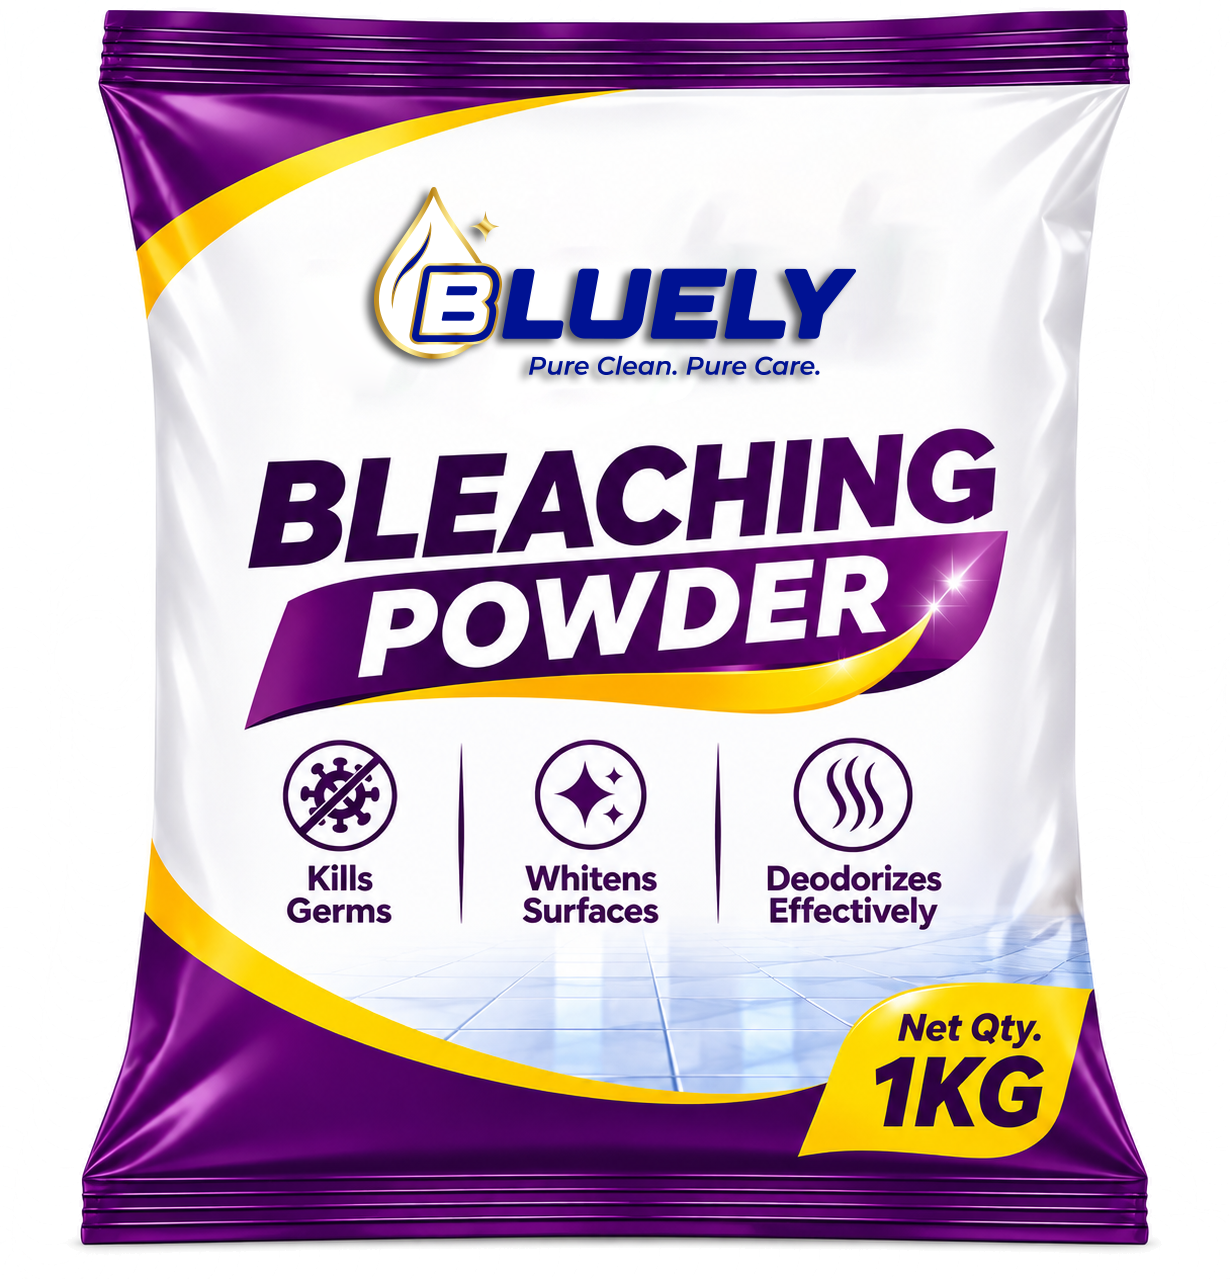 BLUELY
Pure Clean. Pure Care.
BLEACHING
POWDER
Kills
Germs
Whitens
Surfaces
Deodorizes
Effectively
Net Qty.
1KG